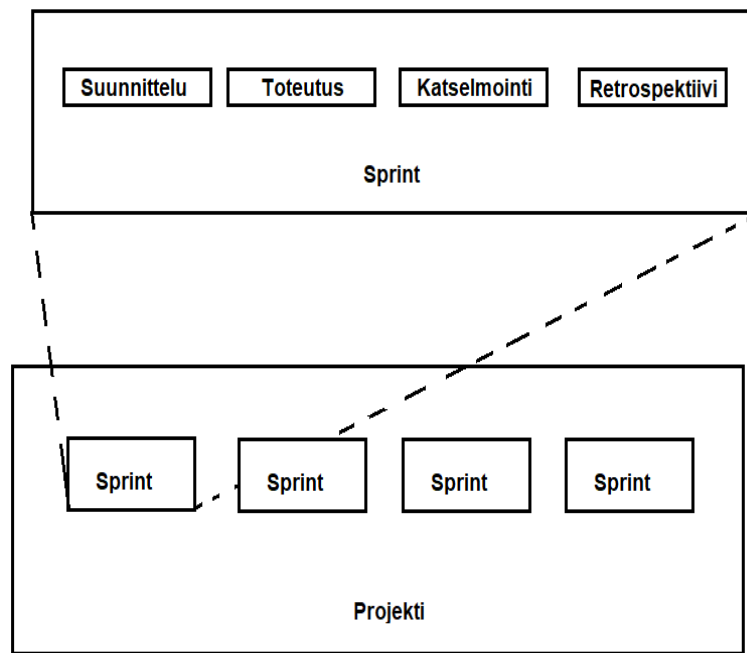 Suunnittelu
Toteutus
Katselmointi
Retrospektiivi
Sprint
Sprint
Sprint
Sprint
Sprint
Projekti